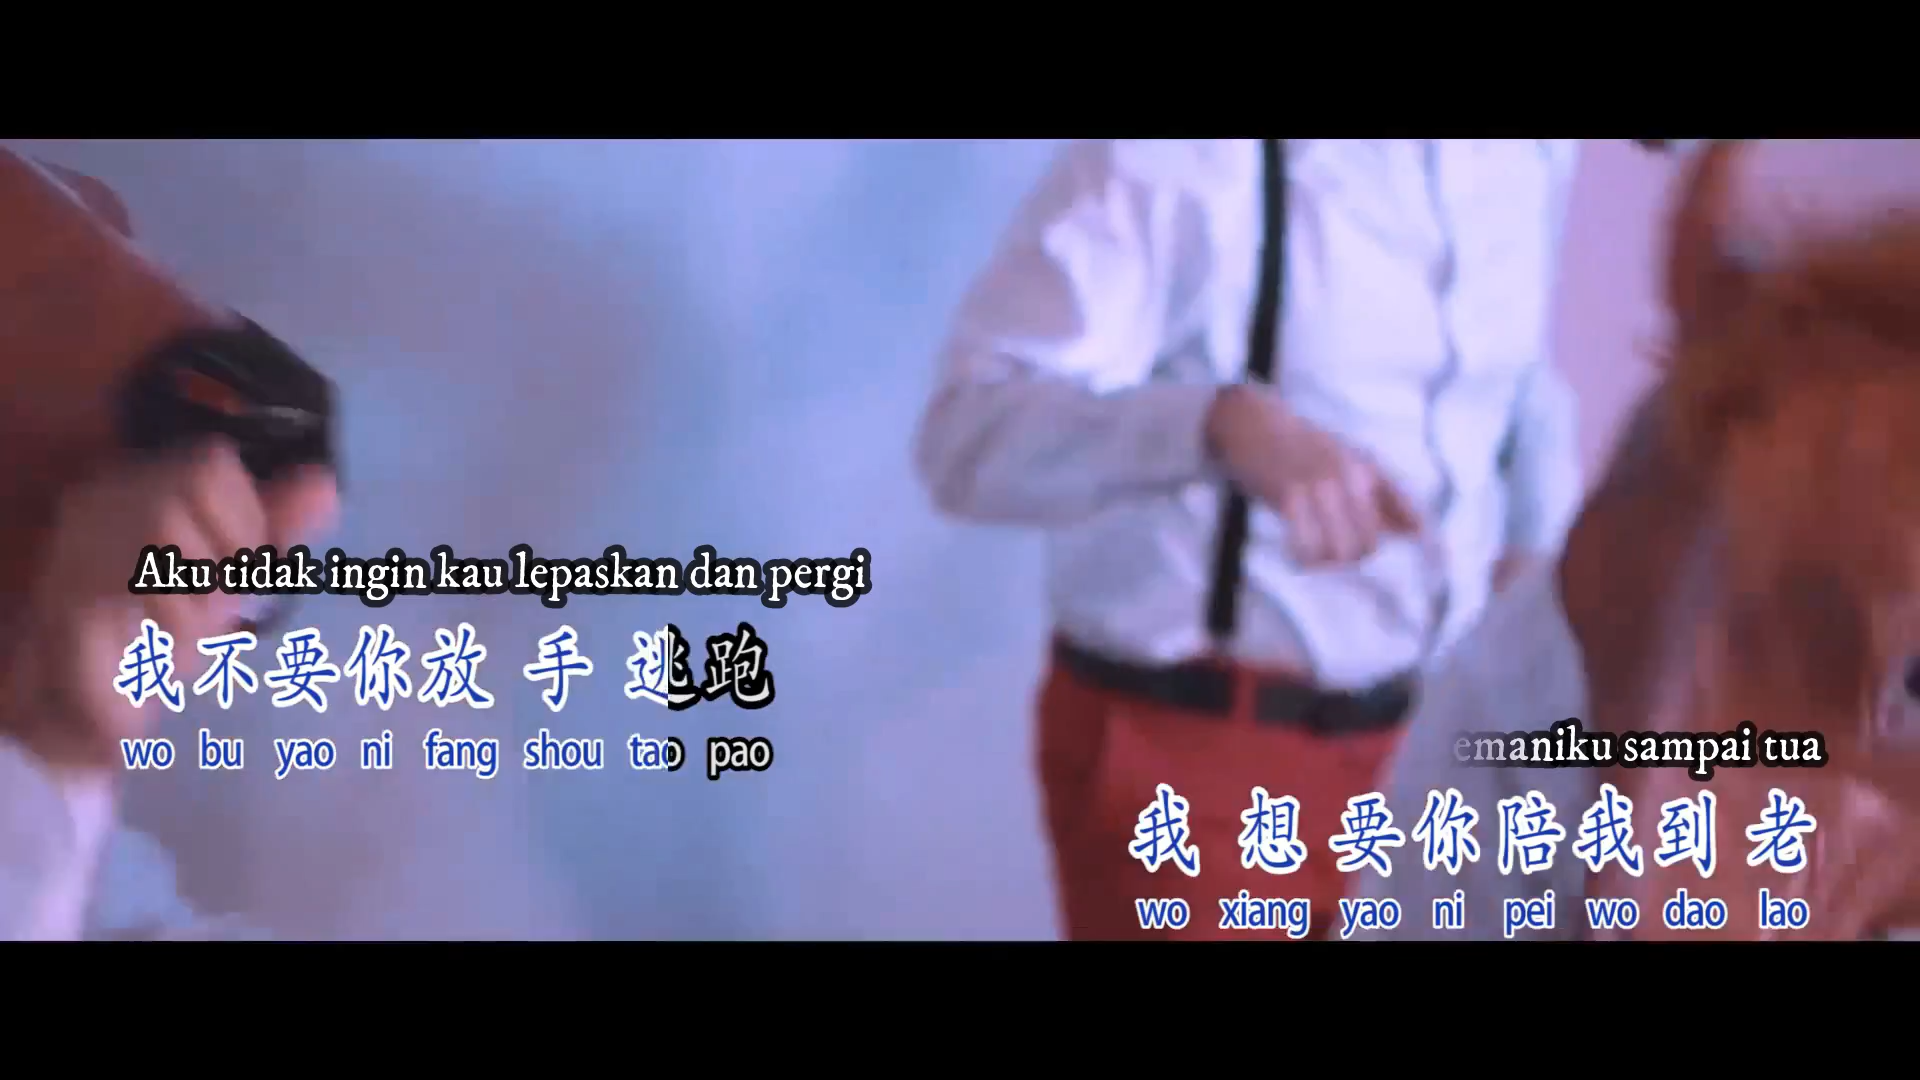 Aku tidak ingin kau lepaskan dan pergi
我不要你放手逃跑
wo bu yao ni fang shou tao pao
sampai tua
我想要你陪我到老
wo xiang yao ni pei wo dao lao